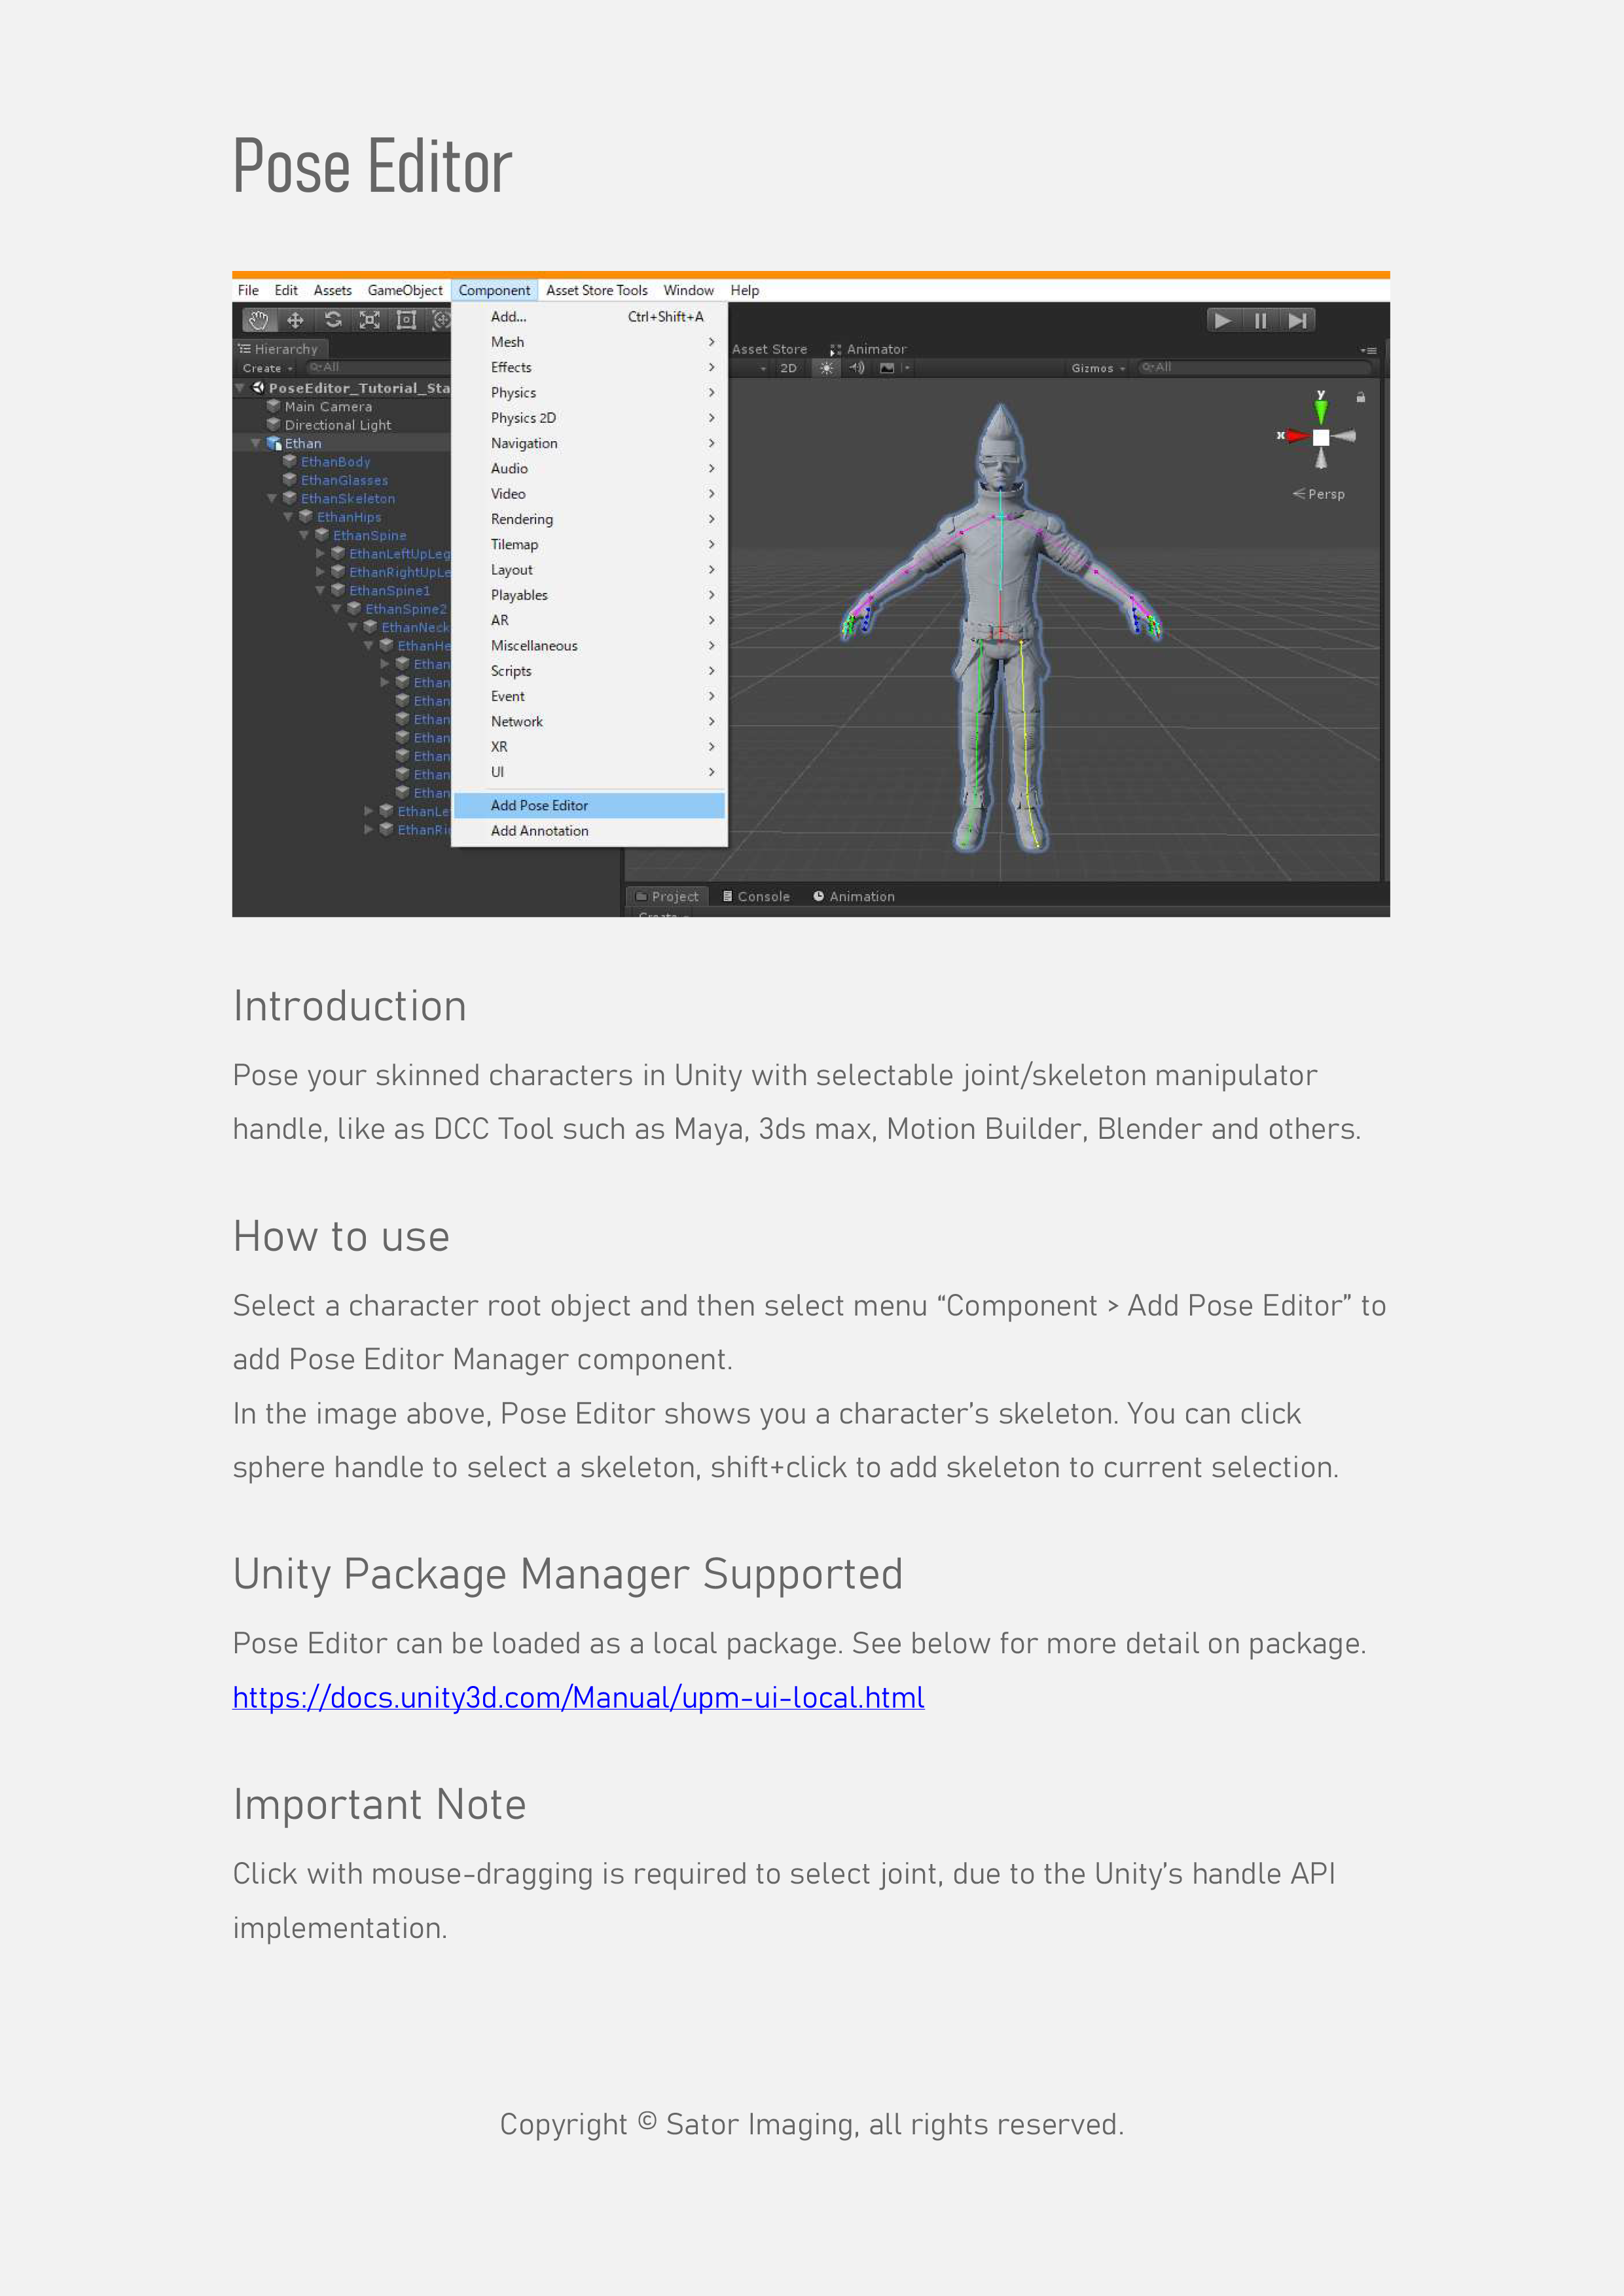 Pose Editor
File Edit Assets GameObject Component Asset Store Tools Window Help
Add... Ctrl+Shift+A
Mesh
Effects
Physics
Physics 2D
Navigation
Audio
Video
Rendering
Tilemap
Layout
Playables
AR
Miscellaneous
Scripts
Event
Network
XR
UI
Add Pose Editor
Add Annotation
Hierarchy
Create All
PoseEditor_Tutorial_Sta
Main Camera
Directional Light
Ethan
EthanBody
EthanGlasses
EthanSkeleton
EthanHips
EthanSpine
EthanLeftUpLeg
EthanRightUpLe
EthanSpine1
EthanSpine2
EthanNeck
EthanHe
Ethan
Ethan
Ethan
Ethan
Ethan
Ethan
Ethan
Ethan
EthanLe
EthanRi
Asset Store Animator
2D Gizmos All
y
x
Persp
Project Console Animation
Create
Introduction
Pose your skinned characters in Unity with selectable joint/skeleton manipulator
handle, like as DCC Tool such as Maya, 3ds max, Motion Builder, Blender and others.
How to use
Select a character root object and then select menu “Component > Add Pose Editor” to
add Pose Editor Manager component.
In the image above, Pose Editor shows you a character’s skeleton. You can click
sphere handle to select a skeleton, shift+click to add skeleton to current selection.
Unity Package Manager Supported
Pose Editor can be loaded as a local package. See below for more detail on package.
https://docs.unity3d.com/Manual/upm-ui-local.html
Important Note
Click with mouse-dragging is required to select joint, due to the Unity’s handle API
implementation.
Copyright © Sator Imaging, all rights reserved.